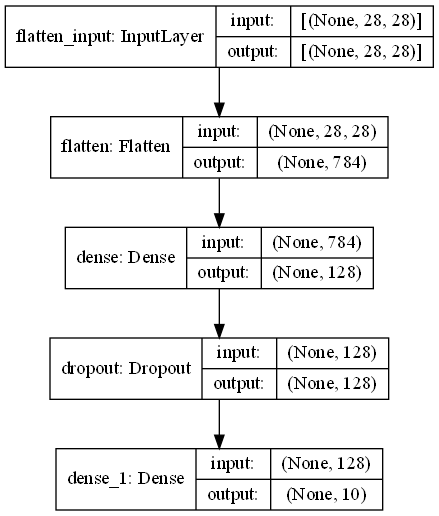 flatten_input: InputLayer
input: [(None, 28, 28)]
output: [(None, 28, 28)]
flatten: Flatten
input: (None, 28, 28)
output: (None, 784)
dense: Dense
input: (None, 784)
output: (None, 128)
dropout: Dropout
input: (None, 128)
output: (None, 128)
dense_1: Dense
input: (None, 128)
output: (None, 10)